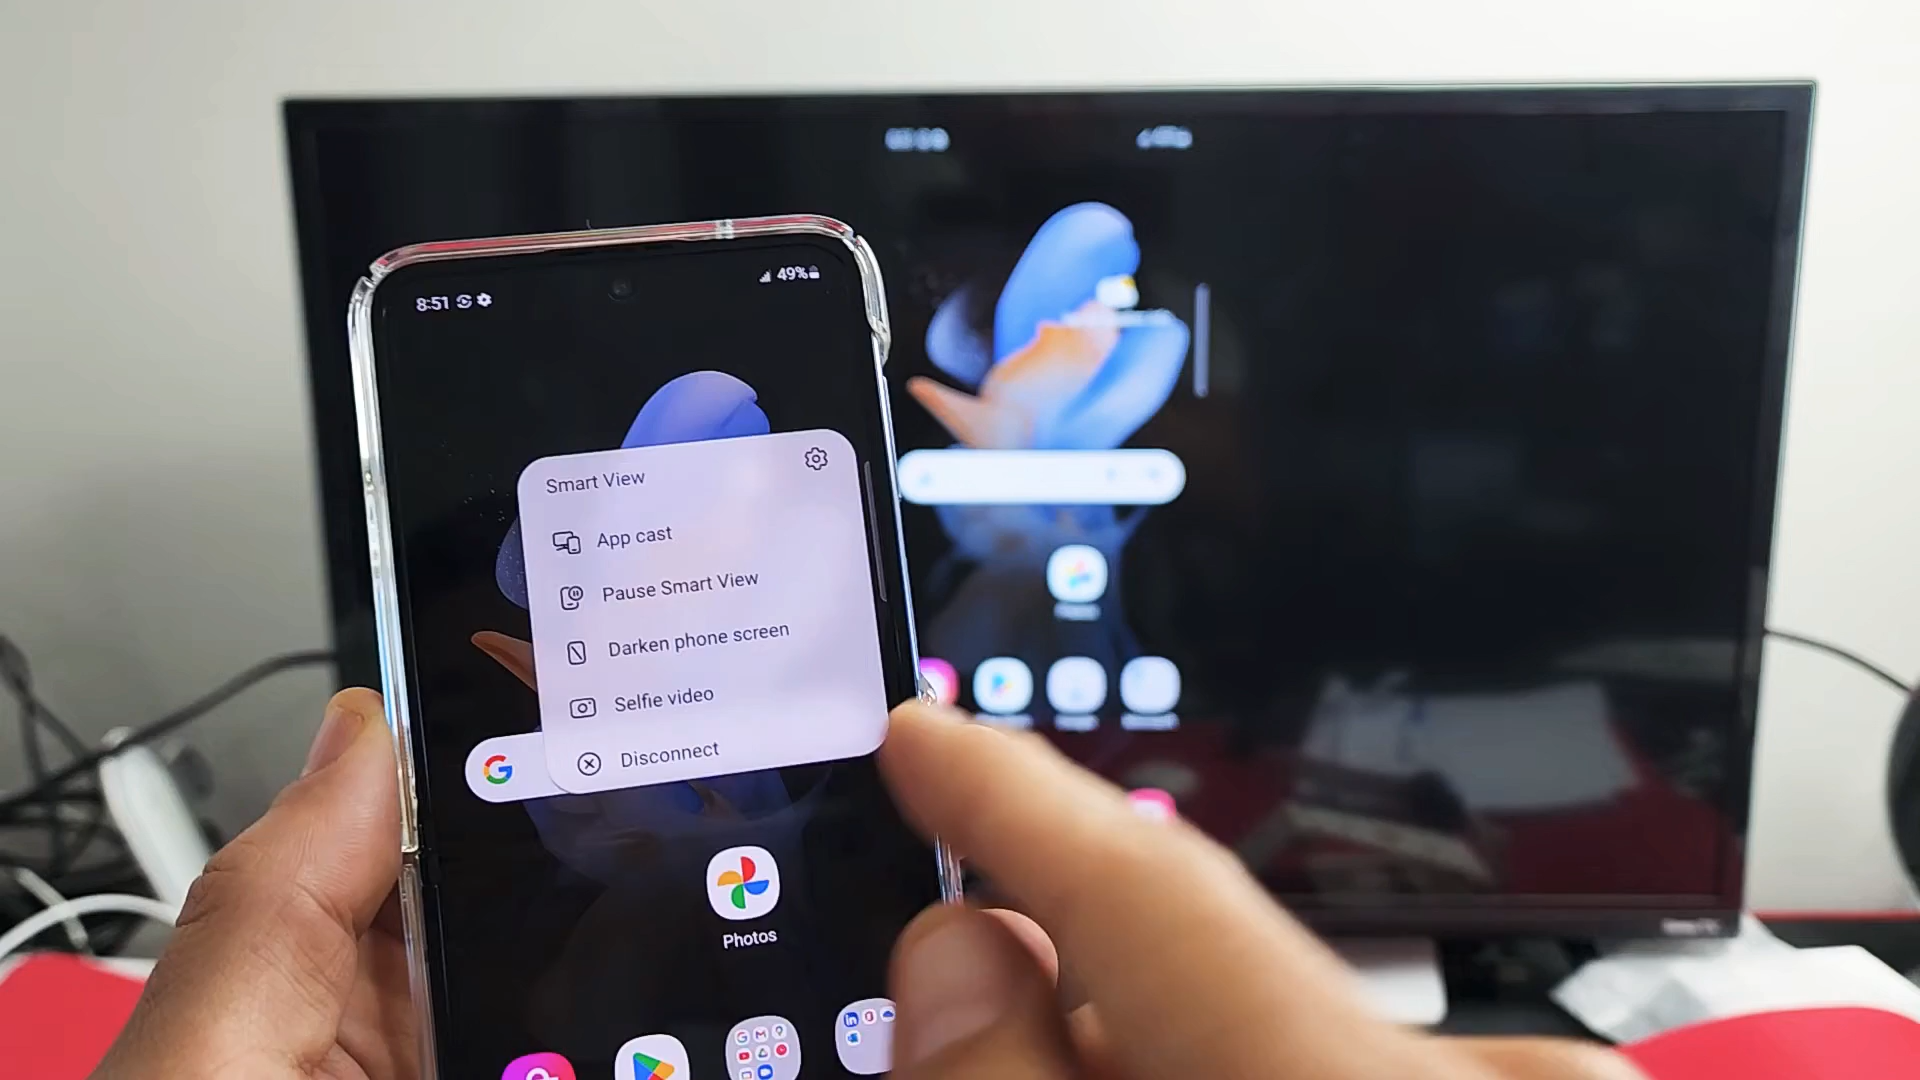 8:51
49%
Smart View
App cast
Pause Smart View
Darken phone screen
Selfie video
Disconnect
Photos